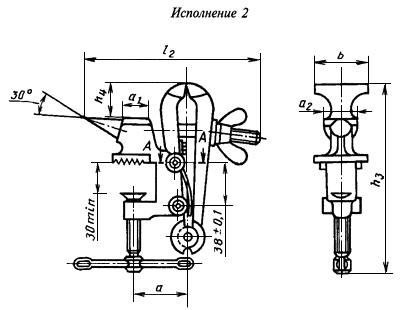 Исполнение 2
l₂
b
30°
h₄
a₁
a₂
A
A
h₃
30 min
38 ± 0,1
a